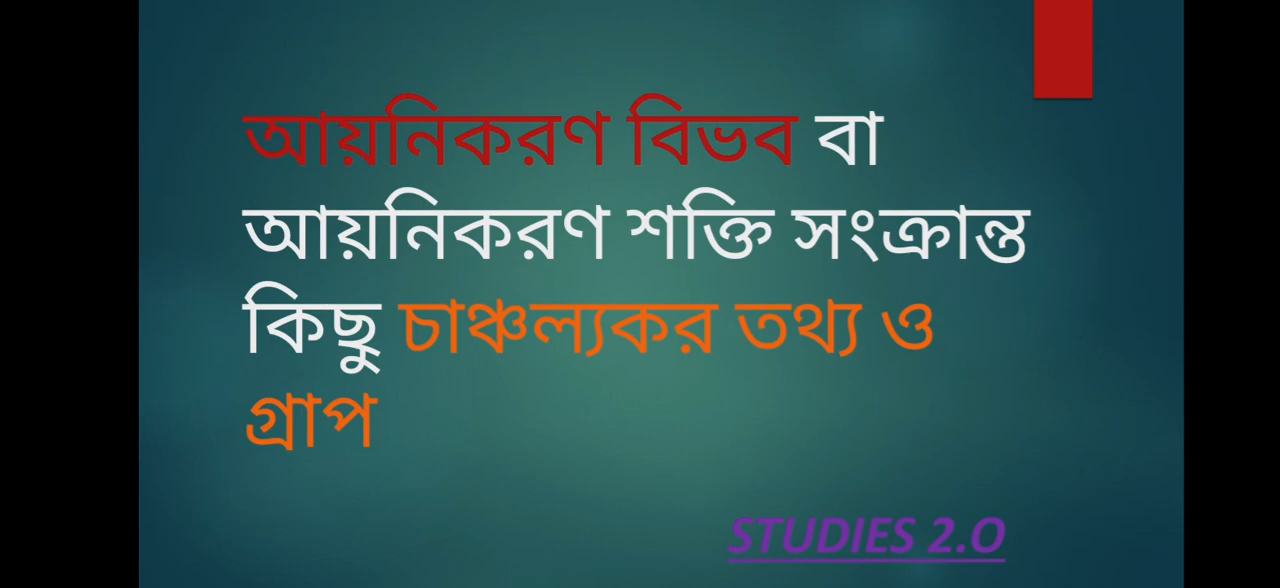 আয়নিকরণ বিভব বা
আয়নিকরণ শক্তি সংক্রান্ত
কিছু চাঞ্চল্যকর তথ্য ও
গ্রাপ
STUDIES 2.O